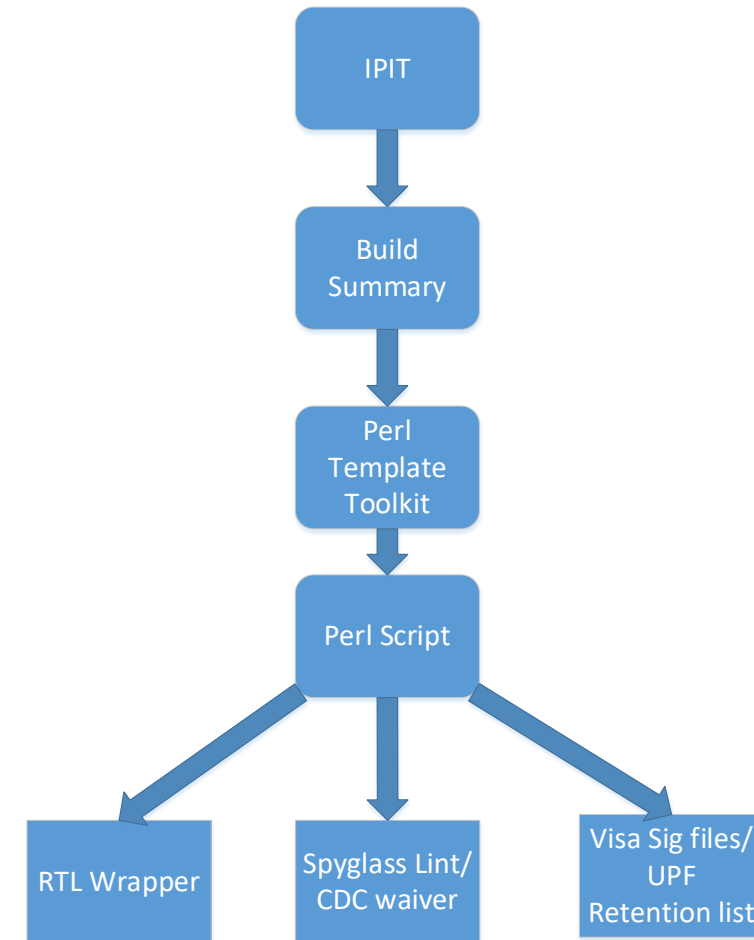 IPIT
Build
Summary
Perl
Template
Toolkit
Perl Script
RTL Wrapper
Spyglass Lint/
CDC waiver
Visa Sig files/
UPF
Retention list